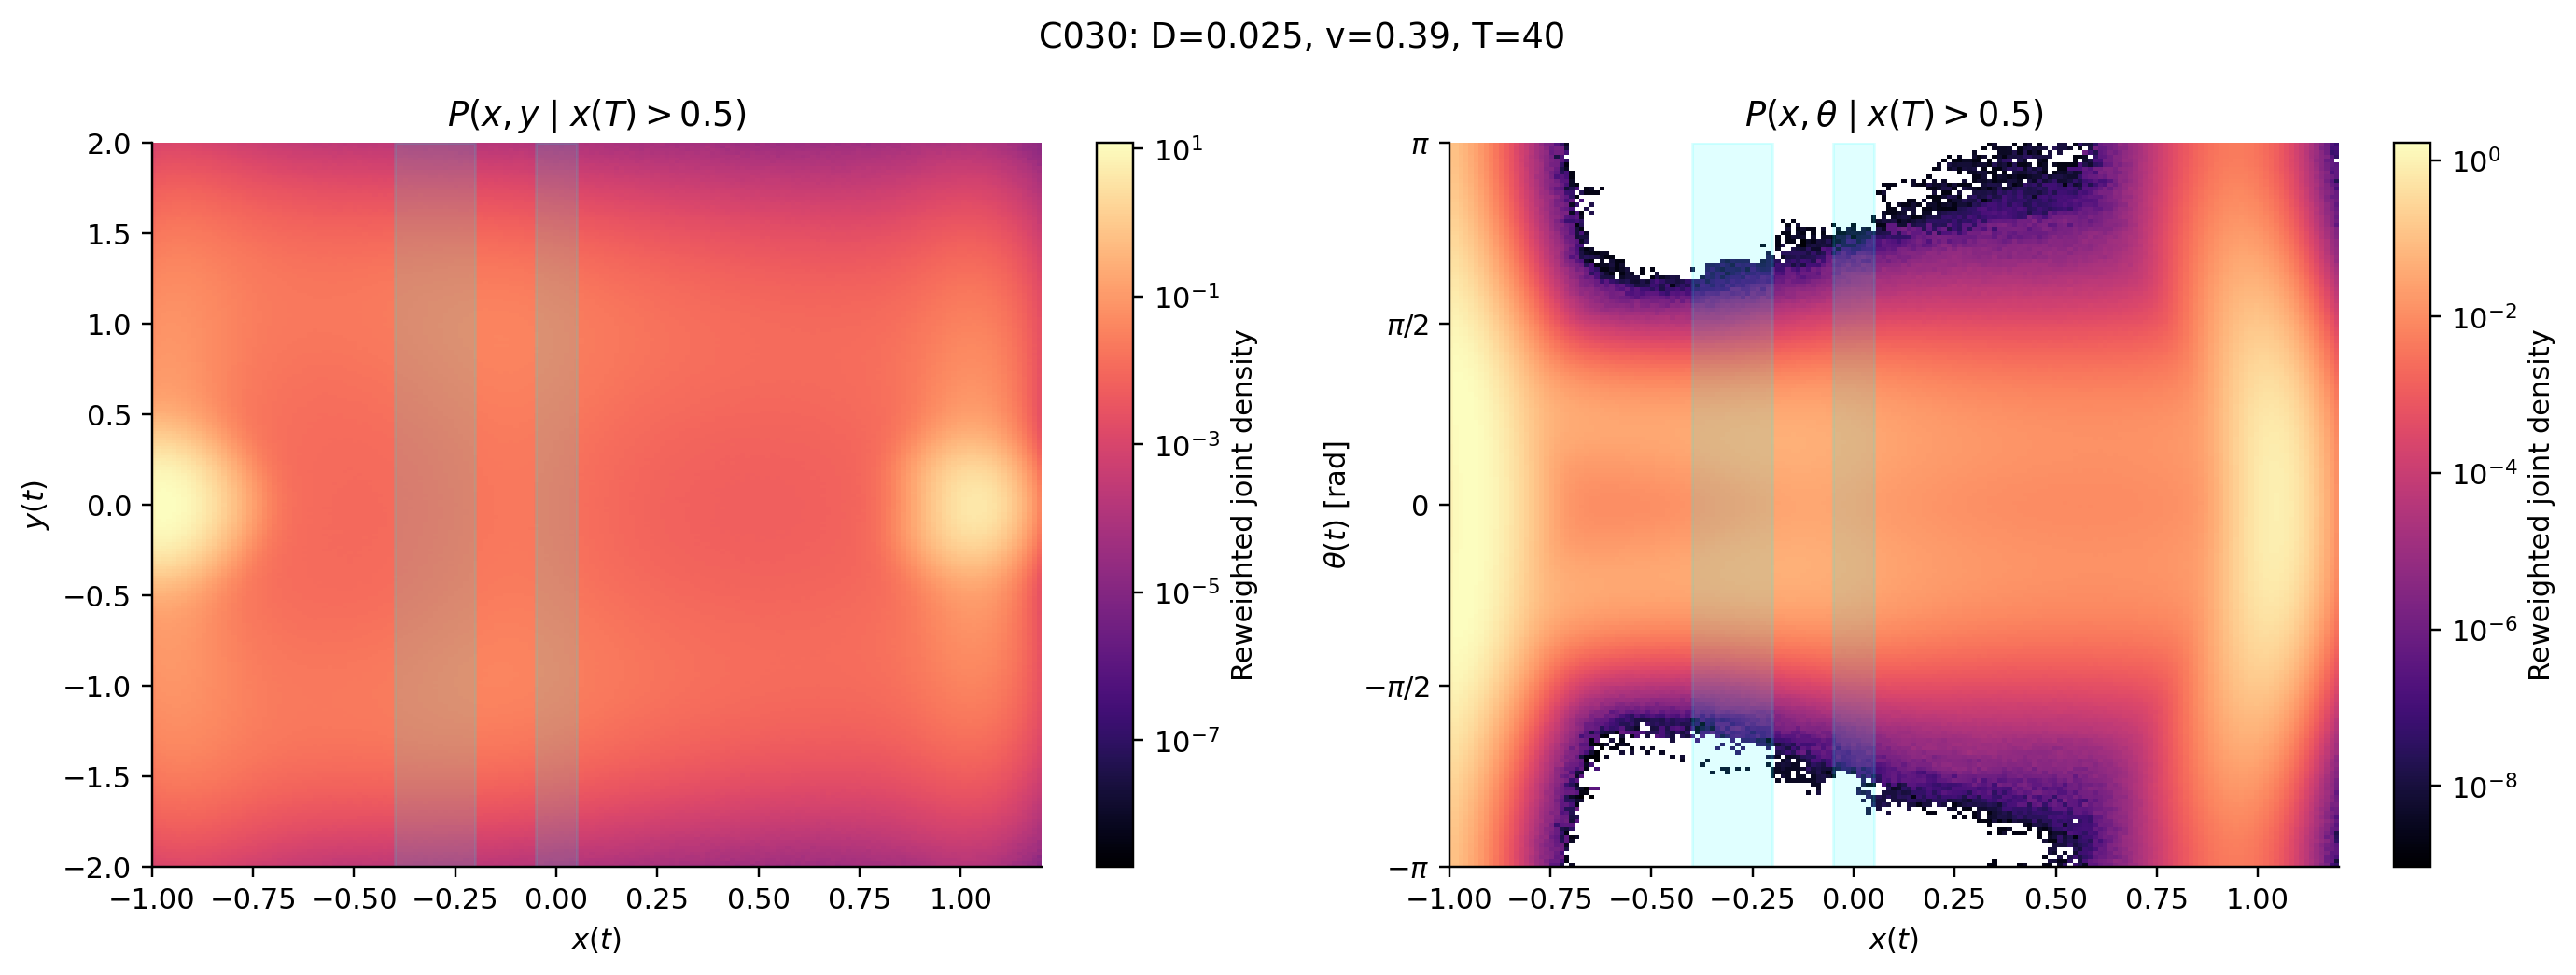 C030: D=0.025, v=0.39, T=40
P(x, y | x(T) > 0.5)
2.0
1.5
1.0
0.5
0.0
−0.5
−1.0
−1.5
−2.0
y(t)
−1.00 −0.75 −0.50 −0.25 0.00 0.25 0.50 0.75 1.00
x(t)
10¹
10⁻¹
10⁻³
10⁻⁵
10⁻⁷
Reweighted joint density
P(x, θ | x(T) > 0.5)
π
π/2
0
−π/2
−π
θ(t) [rad]
−1.00 −0.75 −0.50 −0.25 0.00 0.25 0.50 0.75 1.00
x(t)
10⁰
10⁻²
10⁻⁴
10⁻⁶
10⁻⁸
Reweighted joint density